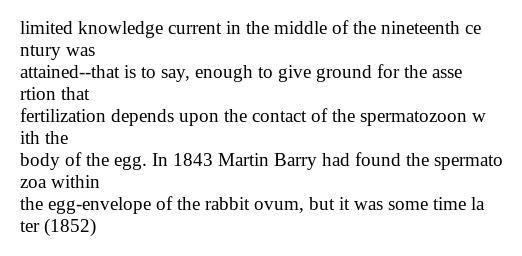 limited knowledge current in the middle of the nineteenth ce
ntury was
attained--that is to say, enough to give ground for the asse
rtion that
fertilization depends upon the contact of the spermatozoon w
ith the
body of the egg. In 1843 Martin Barry had found the spermato
zoa within
the egg-envelope of the rabbit ovum, but it was some time la
ter (1852)